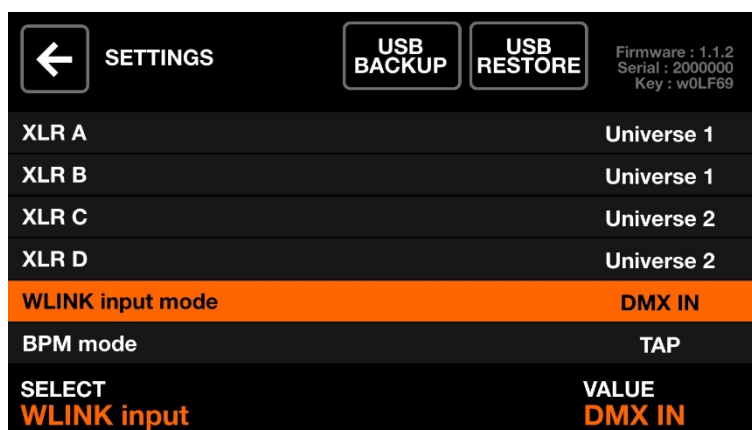 SETTINGS
USB
BACKUP
USB
RESTORE
Firmware : 1.1.2
Serial : 2000000
Key : w0LF69
XLR A Universe 1
XLR B Universe 1
XLR C Universe 2
XLR D Universe 2
WLINK input mode DMX IN
BPM mode TAP
SELECT VALUE
WLINK input DMX IN